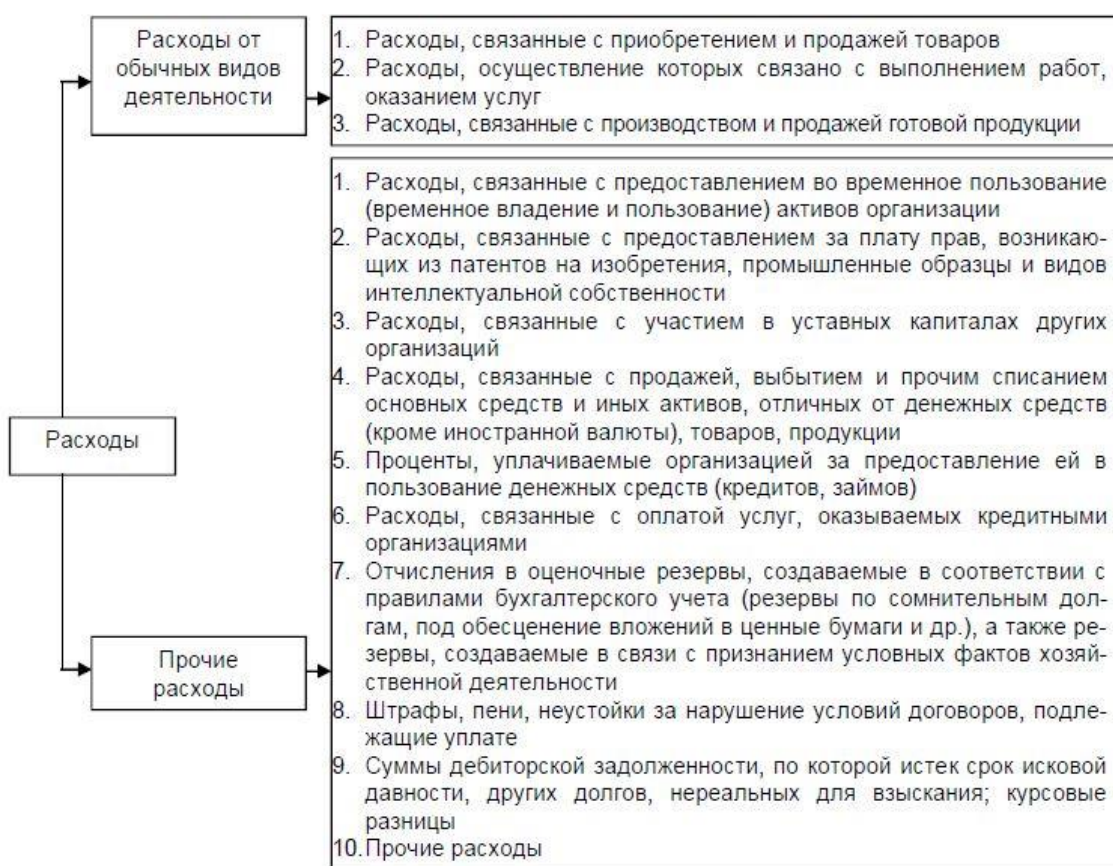 Расходы от
обычных видов
деятельности
1. Расходы, связанные с приобретением и продажей товаров
2. Расходы, осуществление которых связано с выполнением работ,
оказанием услуг
3. Расходы, связанные с производством и продажей готовой продукции
Расходы
Прочие
расходы
1. Расходы, связанные с предоставлением во временное пользование
(временное владение и пользование) активов организации
2. Расходы, связанные с предоставлением за плату прав, возникаю-
щих из патентов на изобретения, промышленные образцы и видов
интеллектуальной собственности
3. Расходы, связанные с участием в уставных капиталах других
организаций
4. Расходы, связанные с продажей, выбытием и прочим списанием
основных средств и иных активов, отличных от денежных средств
(кроме иностранной валюты), товаров, продукции
5. Проценты, уплачиваемые организацией за предоставление ей в
пользование денежных средств (кредитов, займов)
6. Расходы, связанные с оплатой услуг, оказываемых кредитными
организациями
7. Отчисления в оценочные резервы, создаваемые в соответствии с
правилами бухгалтерского учета (резервы по сомнительным дол-
гам, под обесценение вложений в ценные бумаги и др.), а также ре-
зервы, создаваемые в связи с признанием условных фактов хозяй-
ственной деятельности
8. Штрафы, пени, неустойки за нарушение условий договоров, подле-
жащие уплате
9. Суммы дебиторской задолженности, по которой истек срок исковой
давности, других долгов, нереальных для взыскания; курсовые
разницы
10. Прочие расходы